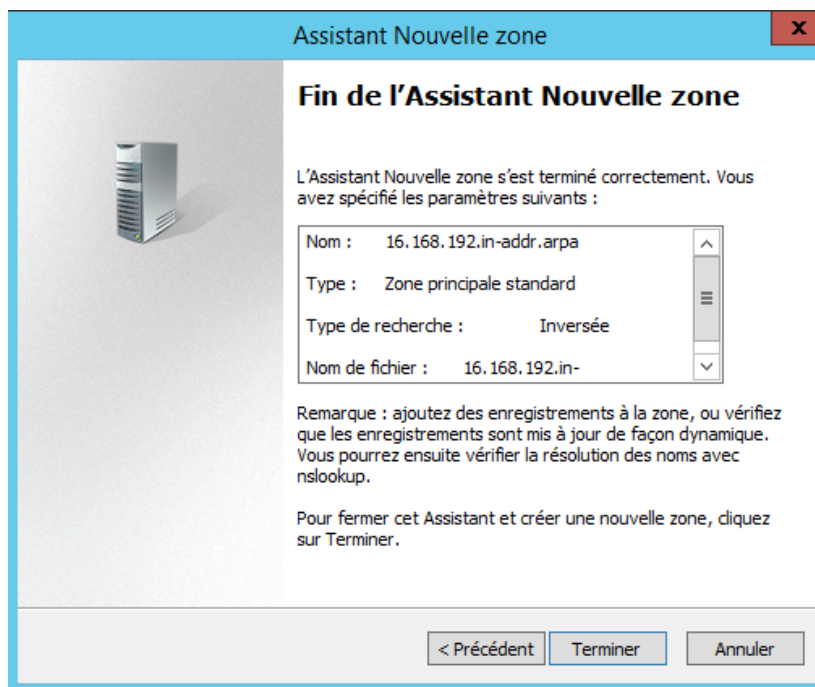 Assistant Nouvelle zone
x
Fin de l'Assistant Nouvelle zone
L'Assistant Nouvelle zone s'est terminé correctement. Vous
avez spécifié les paramètres suivants :
Nom : 16.168.192.in-addr.arpa
Type : Zone principale standard
Type de recherche : Inversée
Nom de fichier : 16.168.192.in-
Remarque : ajoutez des enregistrements à la zone, ou vérifiez
que les enregistrements sont mis à jour de façon dynamique.
Vous pourrez ensuite vérifier la résolution des noms avec
nslookup.
Pour fermer cet Assistant et créer une nouvelle zone, cliquez
sur Terminer.
< Précédent Terminer Annuler